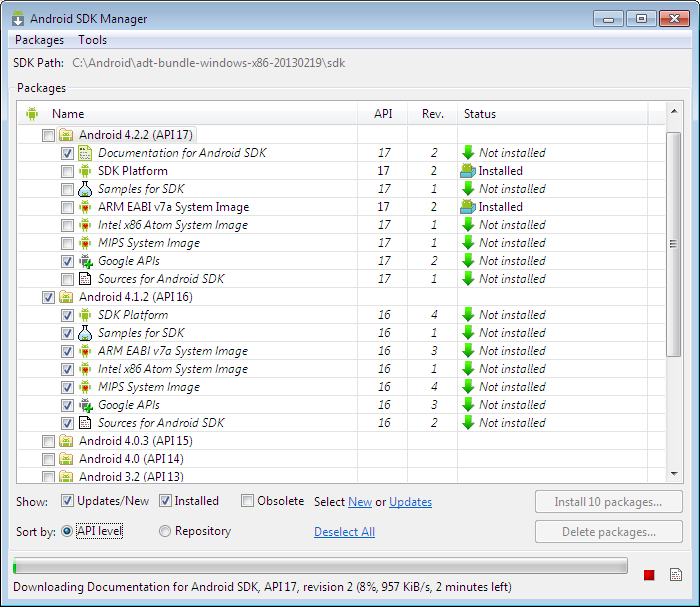 Android SDK Manager
Packages Tools
SDK Path: C:\Android\adt-bundle-windows-x86-20130219\sdk
Packages
Name API Rev. Status
Android 4.2.2 (API 17)
Documentation for Android SDK 17 2 Not installed
SDK Platform 17 2 Installed
Samples for SDK 17 1 Not installed
ARM EABI v7a System Image 17 2 Installed
Intel x86 Atom System Image 17 1 Not installed
MIPS System Image 17 1 Not installed
Google APIs 17 2 Not installed
Sources for Android SDK 17 1 Not installed
Android 4.1.2 (API 16)
SDK Platform 16 4 Not installed
Samples for SDK 16 1 Not installed
ARM EABI v7a System Image 16 3 Not installed
Intel x86 Atom System Image 16 1 Not installed
MIPS System Image 16 4 Not installed
Google APIs 16 3 Not installed
Sources for Android SDK 16 2 Not installed
Android 4.0.3 (API 15)
Android 4.0 (API 14)
Android 3.2 (API 13)
Show: Updates/New Installed Obsolete Select New or Updates Install 10 packages...
Sort by: API level Repository Deselect All Delete packages...
Downloading Documentation for Android SDK, API 17, revision 2 (8%, 957 KiB/s, 2 minutes left)